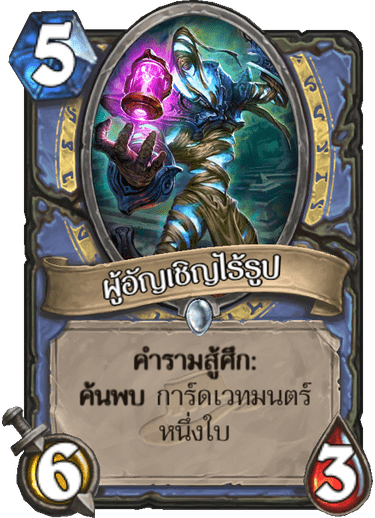 5
ผู้อัญเชิญไร้รูป
คำรามสู้ศึก:
ค้นพบ การ์ดเวทมนตร์
หนึ่งใบ
6
3